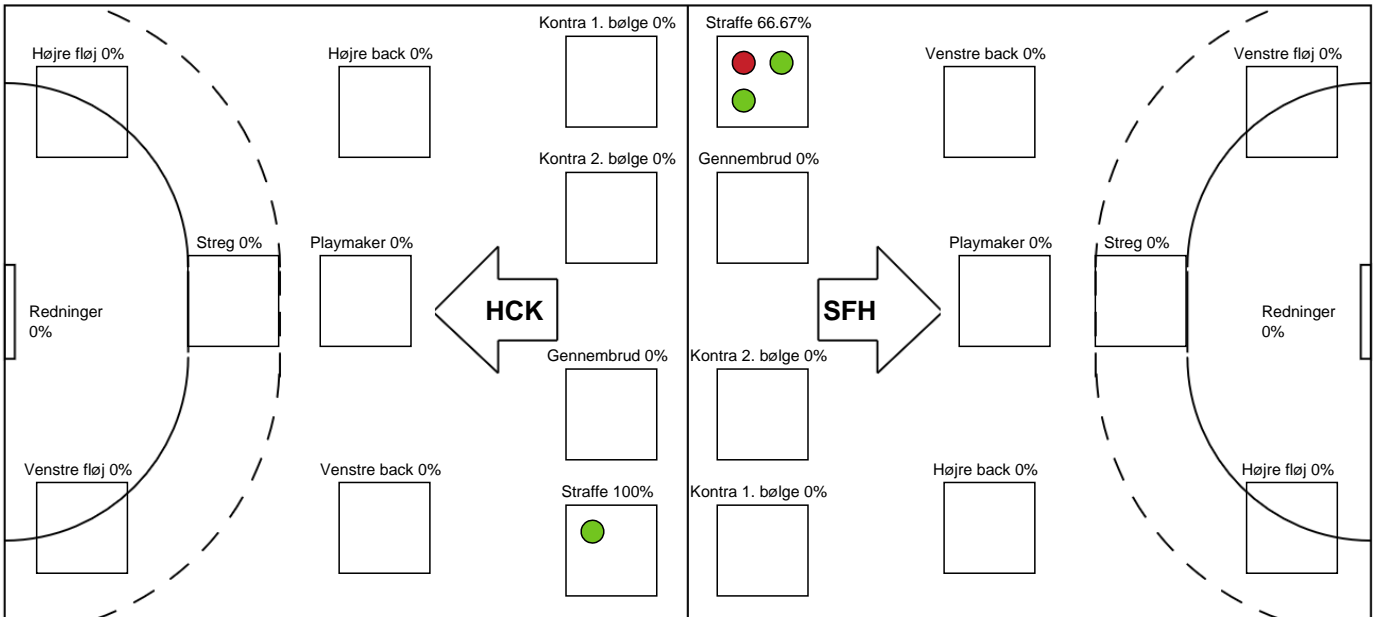 Kontra 1. bølge 0%
Straffe 66.67%
Højre fløj 0%
Højre back 0%
Venstre back 0%
Venstre fløj 0%
Kontra 2. bølge 0%
Gennembrud 0%
Streg 0%
Playmaker 0%
Playmaker 0%
Streg 0%
Redninger
0%
HCK
SFH
Redninger
0%
Gennembrud 0%
Kontra 2. bølge 0%
Venstre fløj 0%
Venstre back 0%
Højre back 0%
Højre fløj 0%
Straffe 100%
Kontra 1. bølge 0%